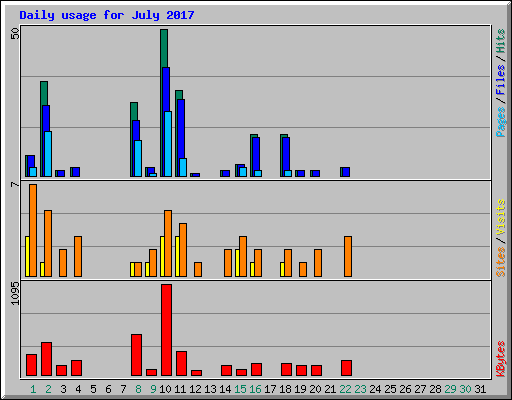 Daily usage for July 2017
50
7
1095
Pages / Files / Hits
Sites / Visits
KBytes
1 2 3 4 5 6 7 8 9 10 11 12 13 14 15 16 17 18 19 20 21 22 23 24 25 26 27 28 29 30 31